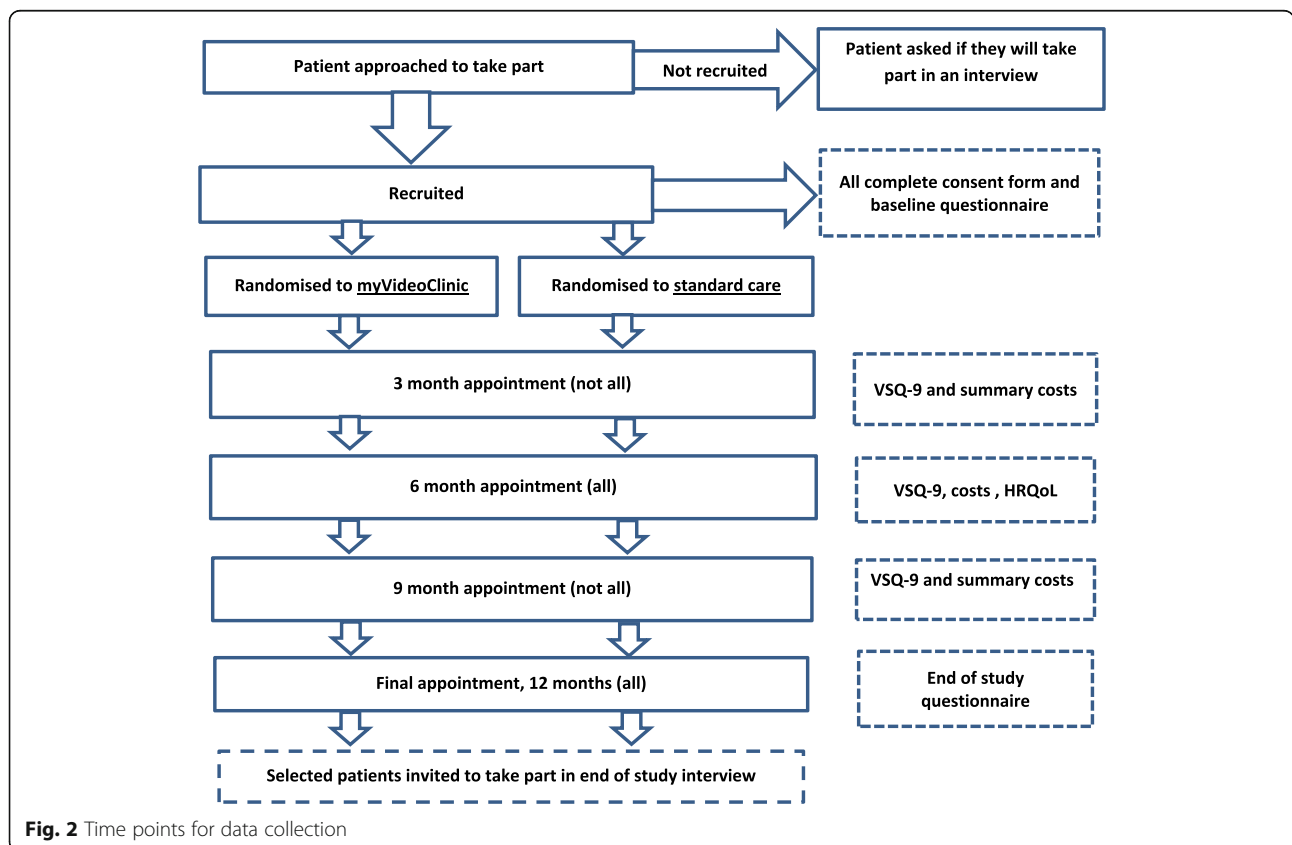 Patient approached to take part
Not recruited
Patient asked if they will take
part in an interview
Recruited
All complete consent form and
baseline questionnaire
Randomised to myVideoClinic
Randomised to standard care
3 month appointment (not all)
VSQ-9 and summary costs
6 month appointment (all)
VSQ-9, costs , HRQoL
9 month appointment (not all)
VSQ-9 and summary costs
Final appointment, 12 months (all)
End of study
questionnaire
Selected patients invited to take part in end of study interview
Fig. 2 Time points for data collection